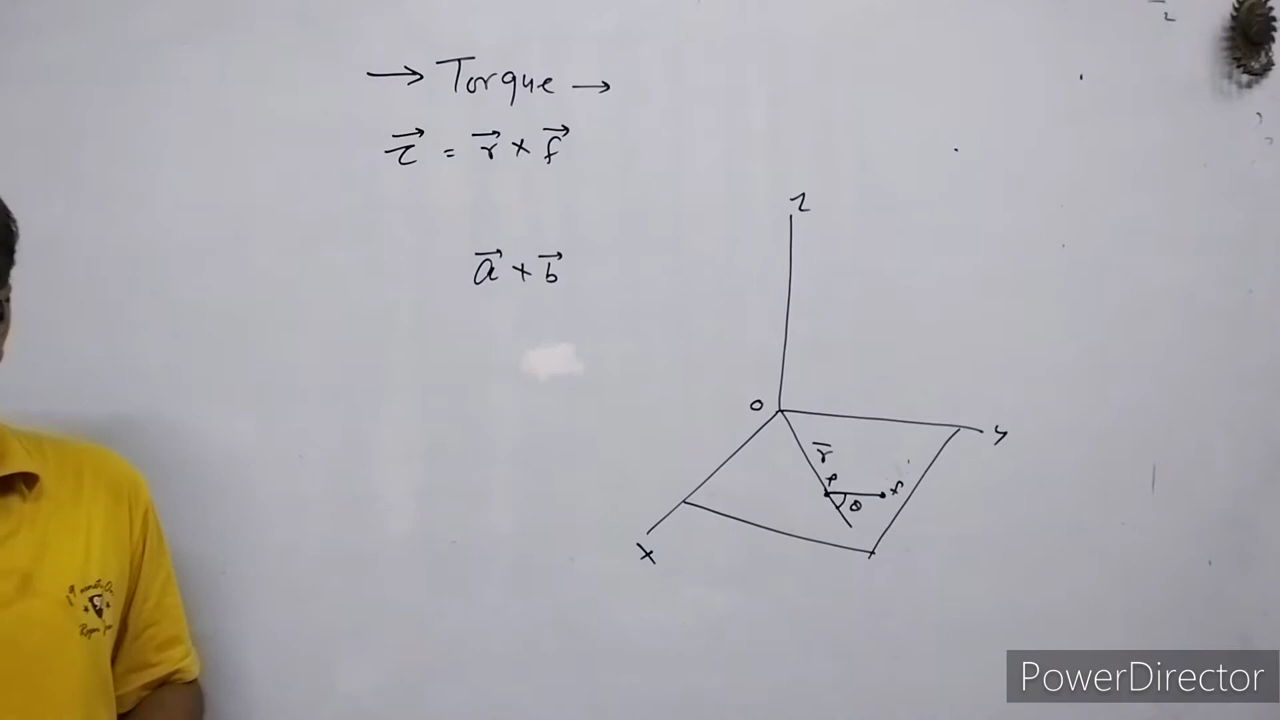 → Torque →
τ⃗ = r⃗ × f⃗
a⃗ × b⃗
Z
O
Y
r⃗
P
f
θ
X
PowerDirector